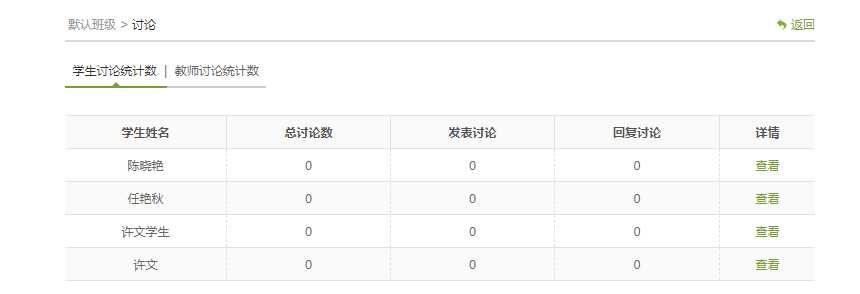 默认班级 > 讨论 返回
学生讨论统计数 | 教师讨论统计数
学生姓名 总讨论数 发表讨论 回复讨论 详情
陈晓艳 0 0 0 查看
任艳秋 0 0 0 查看
许文学生 0 0 0 查看
许文 0 0 0 查看